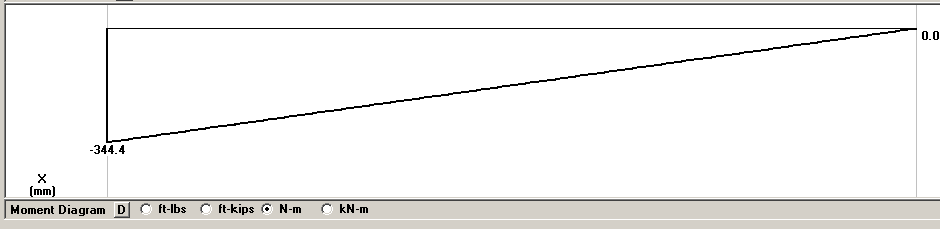 0.0
-344.4
X
(mm)
Moment Diagram D ft-lbs ft-kips N-m kN-m